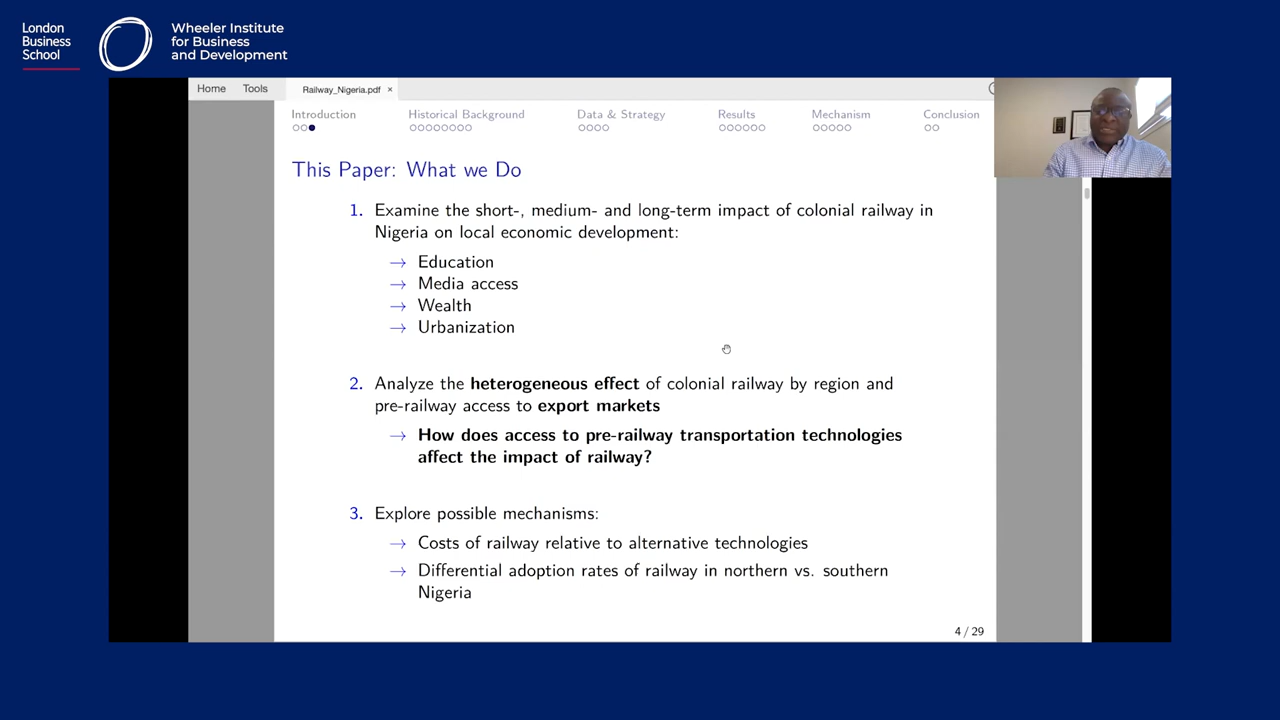 London
Business
School
Wheeler Institute
for Business
and Development
Home Tools Railway_Nigeria.pdf ×
Introduction Historical Background Data & Strategy Results Mechanism Conclusion
This Paper: What we Do
1. Examine the short-, medium- and long-term impact of colonial railway in
Nigeria on local economic development:
→ Education
→ Media access
→ Wealth
→ Urbanization
2. Analyze the heterogeneous effect of colonial railway by region and
pre-railway access to export markets
→ How does access to pre-railway transportation technologies
affect the impact of railway?
3. Explore possible mechanisms:
→ Costs of railway relative to alternative technologies
→ Differential adoption rates of railway in northern vs. southern
Nigeria
4 / 29